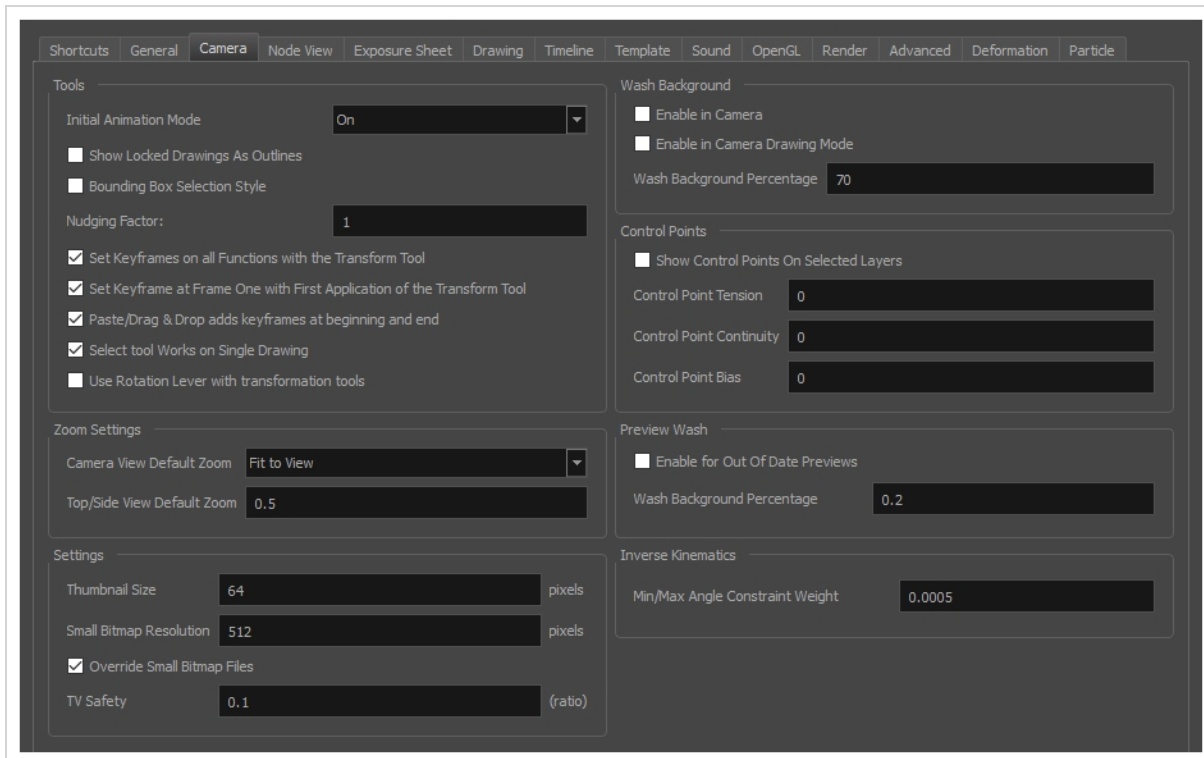 Shortcuts General Camera Node View Exposure Sheet Drawing Timeline Template Sound OpenGL Render Advanced Deformation Particle
Tools
Initial Animation Mode On
Show Locked Drawings As Outlines
Bounding Box Selection Style
Nudging Factor: 1
Set Keyframes on all Functions with the Transform Tool
Set Keyframe at Frame One with First Application of the Transform Tool
Paste/Drag & Drop adds keyframes at beginning and end
Select tool Works on Single Drawing
Use Rotation Lever with transformation tools
Zoom Settings
Camera View Default Zoom Fit to View
Top/Side View Default Zoom 0.5
Settings
Thumbnail Size 64 pixels
Small Bitmap Resolution 512 pixels
Override Small Bitmap Files
TV Safety 0.1 (ratio)
Wash Background
Enable in Camera
Enable in Camera Drawing Mode
Wash Background Percentage 70
Control Points
Show Control Points On Selected Layers
Control Point Tension 0
Control Point Continuity 0
Control Point Bias 0
Preview Wash
Enable for Out Of Date Previews
Wash Background Percentage 0.2
Inverse Kinematics
Min/Max Angle Constraint Weight 0.0005